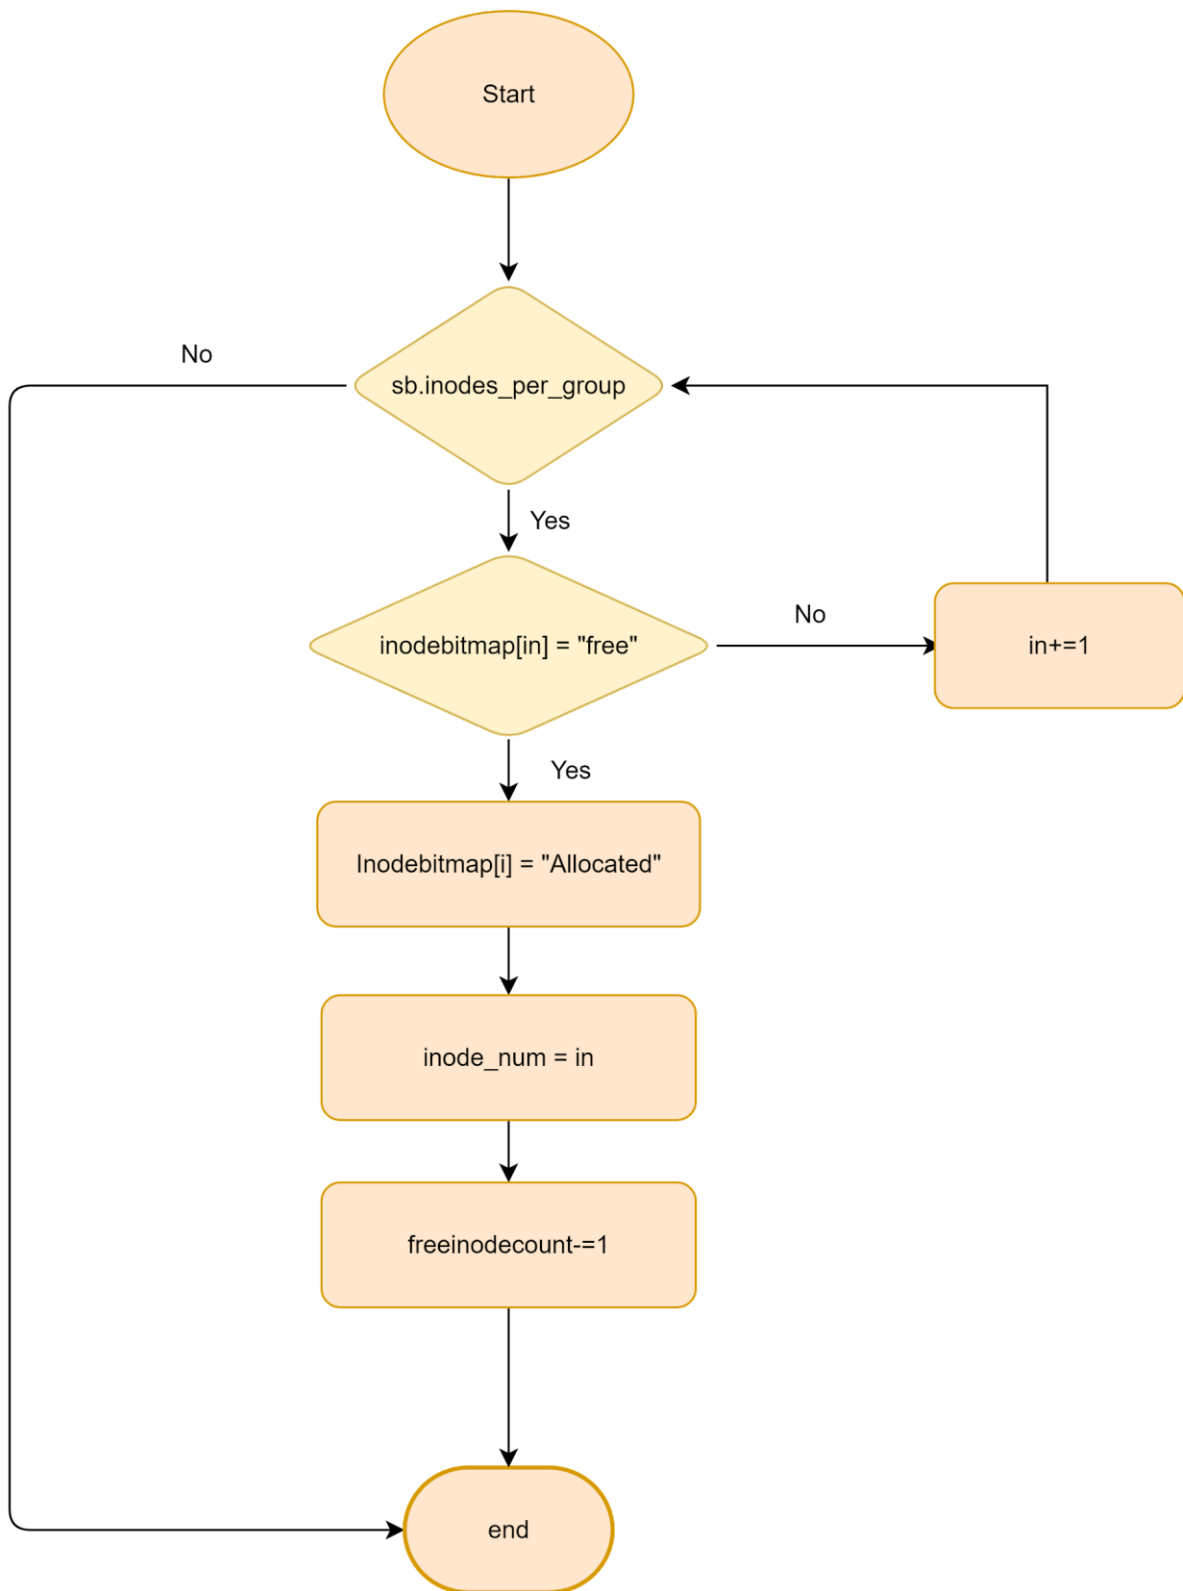 Start
No
sb.inodes_per_group
Yes
inodebitmap[in] = "free"
No
in+=1
Yes
Inodebitmap[i] = "Allocated"
inode_num = in
freeinodecount-=1
end